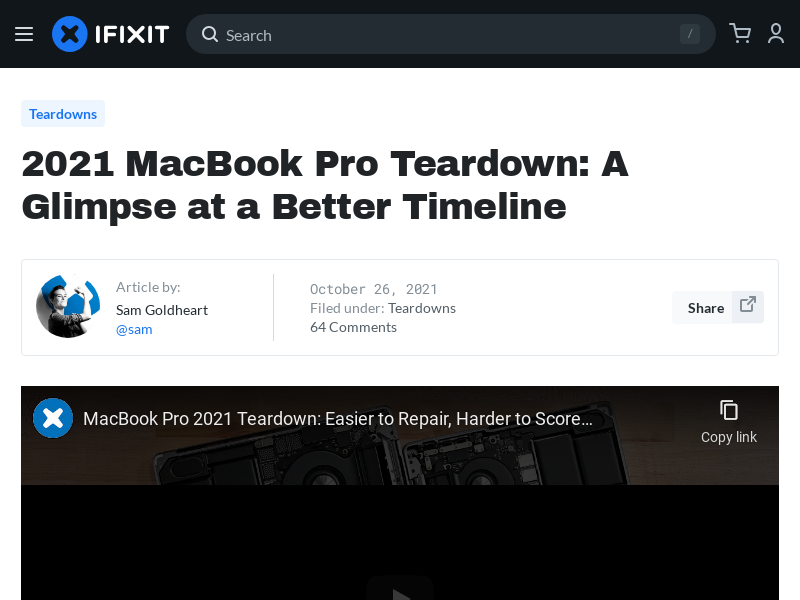 IFIXIT
Search
/
Teardowns
2021 MacBook Pro Teardown: A
Glimpse at a Better Timeline
Article by:
Sam Goldheart
@sam
October 26, 2021
Filed under: Teardowns
64 Comments
Share
MacBook Pro 2021 Teardown: Easier to Repair, Harder to Score…
Copy link